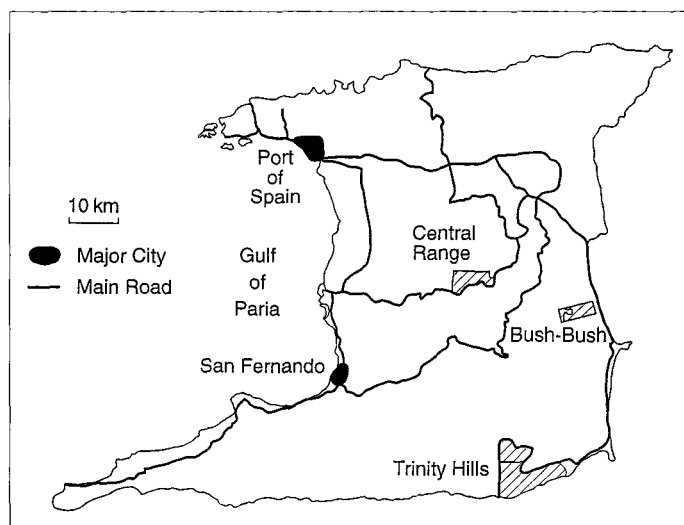 Port
of
Spain
10 km
Major City
Main Road
Gulf
of
Paria
Central
Range
Bush-Bush
San Fernando
Trinity Hills